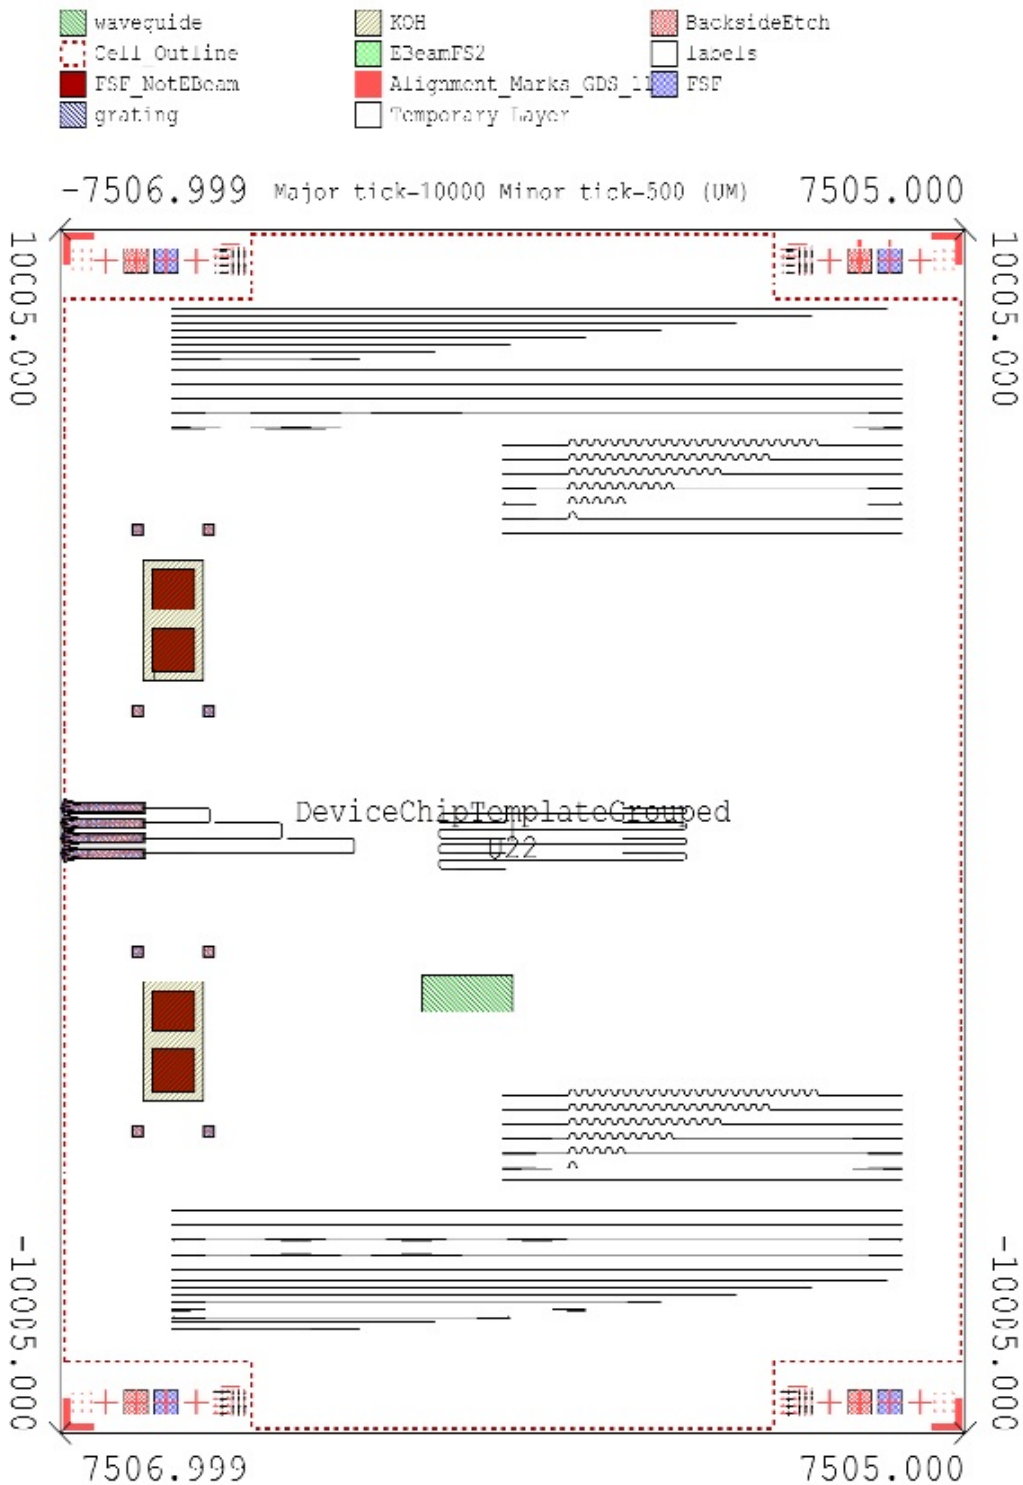 waveguide KOH BacksideEtch
Cell_Outline EBeamFS2 labels
FSF_NotEBeam Alignment_Marks_GDS_11 FSF
grating Temporary Layer
-7506.999 Major tick-10000 Minor tick-500 (UM) 7505.000
10005.000
10005.000
DeviceChipTemplateGrouped
U22
-10005.000
-10005.000
7506.999 7505.000